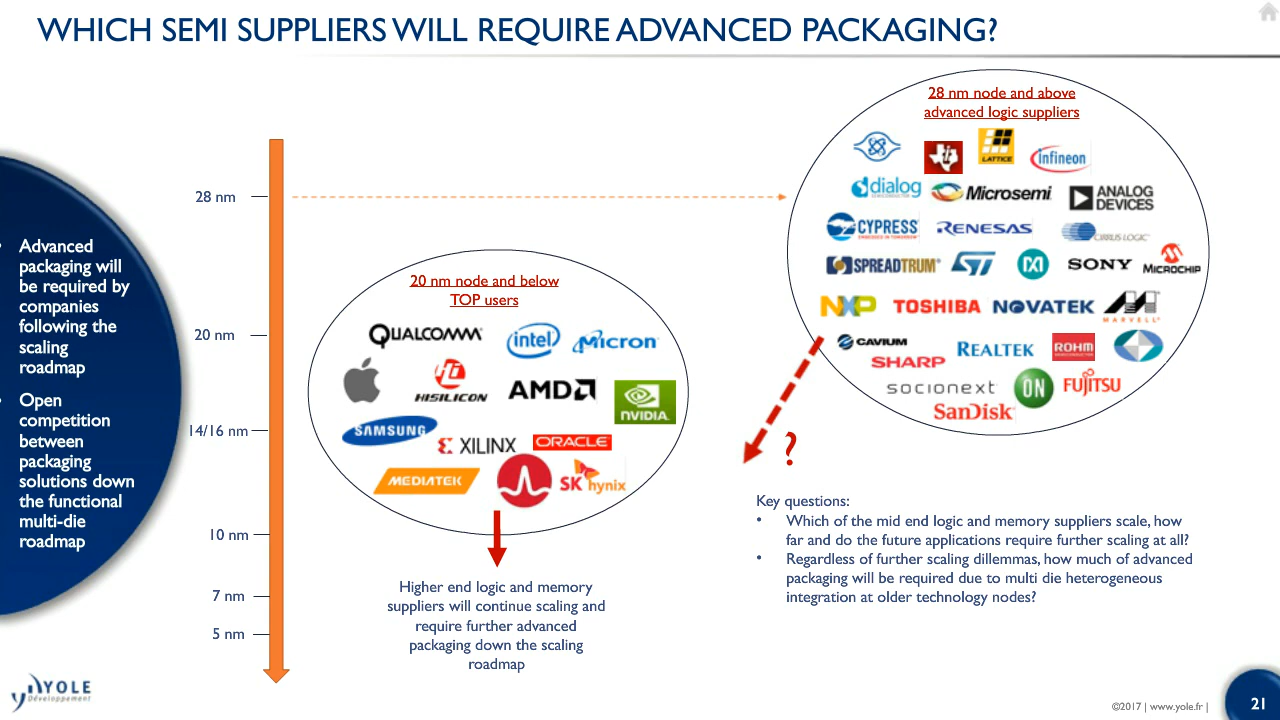 WHICH SEMI SUPPLIERS WILL REQUIRE ADVANCED PACKAGING?
• Advanced
packaging will
be required by
companies
following the
scaling
roadmap
• Open
competition
between
packaging
solutions down
the functional
multi-die
roadmap
28 nm
20 nm
14/16 nm
10 nm
7 nm
5 nm
20 nm node and below
TOP users
QUALCOMM
intel
Micron
Hi
HISILICON
AMD
NVIDIA
SAMSUNG
XILINX
ORACLE
MEDIATEK
SK hynix
Higher end logic and memory
suppliers will continue scaling and
require further advanced
packaging down the scaling
roadmap
28 nm node and above
advanced logic suppliers
LATTICE
infineon
dialog
SEMICONDUCTOR
Microsemi
ANALOG
DEVICES
CYPRESS
EMBEDDED IN TOMORROW
RENESAS
CIRRUS LOGIC
SPREADTRUM
ST
SONY
MICROCHIP
NXP
TOSHIBA
NOVATEK
MARVELL
CAVIUM
SHARP
REALTEK
ROHM
SEMICONDUCTOR
socionext
ON
FUJITSU
SanDisk
?
Key questions:
• Which of the mid end logic and memory suppliers scale, how
far and do the future applications require further scaling at all?
• Regardless of further scaling dillemmas, how much of advanced
packaging will be required due to multi die heterogeneous
integration at older technology nodes?
YOLE
Développement
©2017 | www.yole.fr |
21